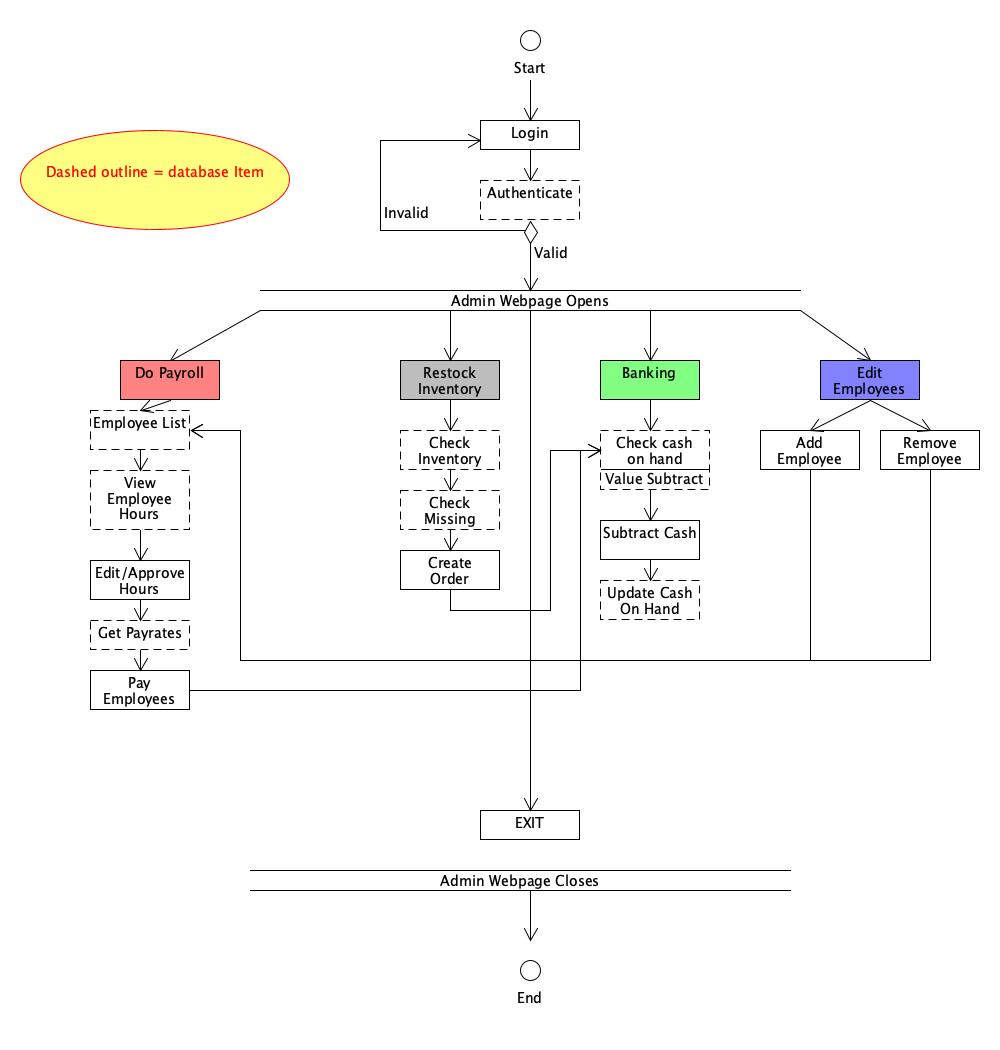 Start
Login
Dashed outline = database Item
Authenticate
Invalid
Valid
Admin Webpage Opens
Do Payroll
Restock
Inventory
Banking
Edit
Employees
Employee List
View
Employee
Hours
Edit/Approve
Hours
Get Payrates
Pay
Employees
Check
Inventory
Check
Missing
Create
Order
Check cash
on hand
Value Subtract
Subtract Cash
Update Cash
On Hand
Add
Employee
Remove
Employee
EXIT
Admin Webpage Closes
End